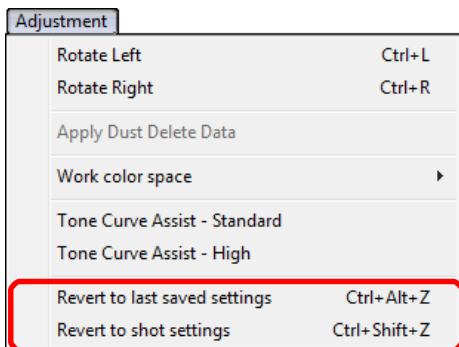 Adjustment
Rotate Left Ctrl+L
Rotate Right Ctrl+R
Apply Dust Delete Data
Work color space
Tone Curve Assist - Standard
Tone Curve Assist - High
Revert to last saved settings Ctrl+Alt+Z
Revert to shot settings Ctrl+Shift+Z